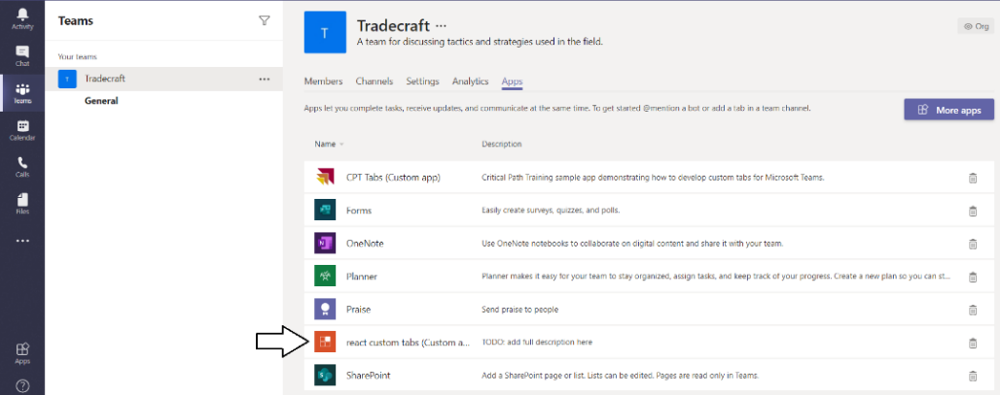 Activity
Chat
Teams
Calendar
Calls
Files
Apps
Teams
Your teams
T
Tradecraft
General
T
Tradecraft
A team for discussing tactics and strategies used in the field.
Org
Members Channels Settings Analytics Apps
Apps let you complete tasks, receive updates, and communicate at the same time. To get started @mention a bot or add a tab in a team channel.
More apps
Name Description
CPT Tabs (Custom app) Critical Path Training sample app demonstrating how to develop custom tabs for Microsoft Teams.
Forms Easily create surveys, quizzes, and polls.
OneNote Use OneNote notebooks to collaborate on digital content and share it with your team.
Planner Planner makes it easy for your team to stay organized, assign tasks, and keep track of your progress. Create a new plan so you can st...
Praise Send praise to people
react custom tabs (Custom a... TODO: add full description here
SharePoint Add a SharePoint page or list. Lists can be edited. Pages are read only in Teams.